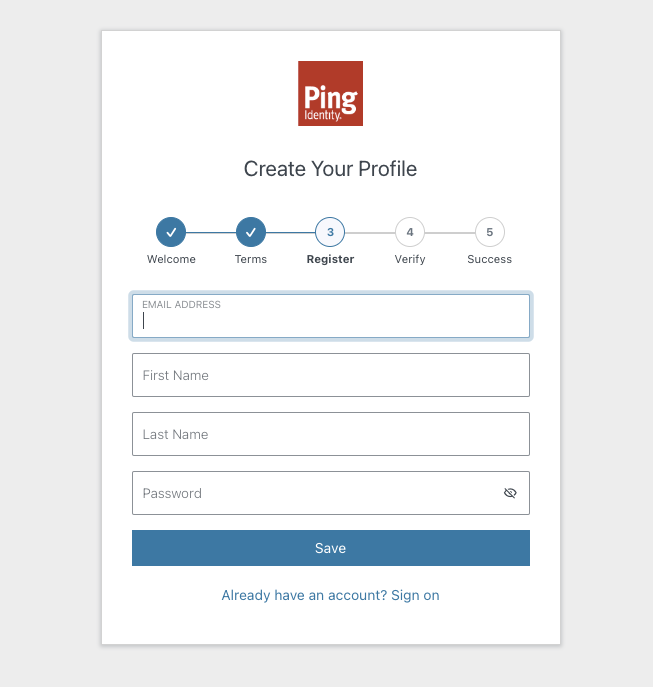 Ping
Identity.
Create Your Profile
3 4 5
Welcome Terms Register Verify Success
EMAIL ADDRESS
First Name
Last Name
Password
Save
Already have an account? Sign on